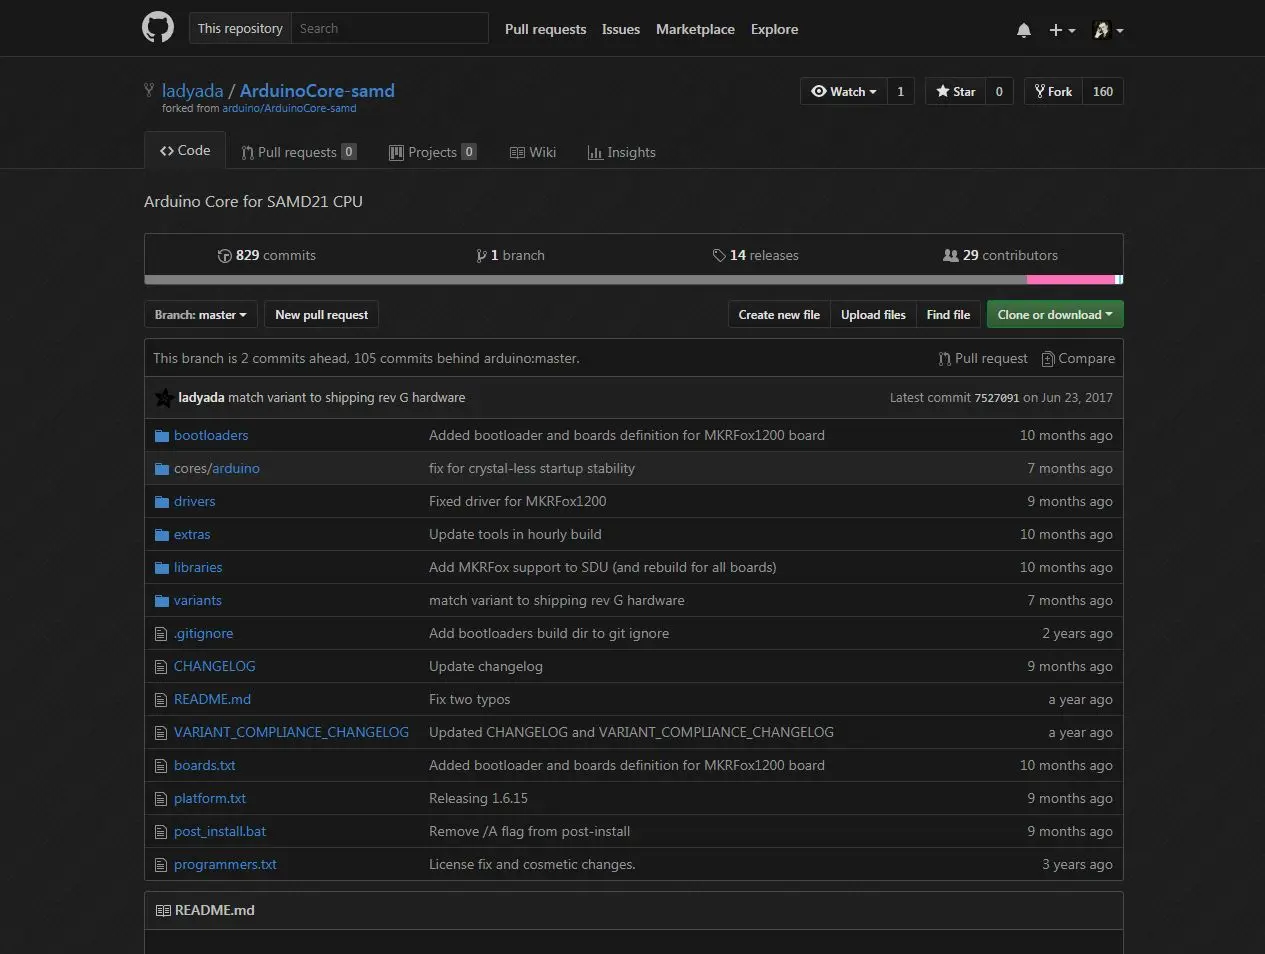 This repository Search Pull requests Issues Marketplace Explore
ladyada / ArduinoCore-samd Watch 1 Star 0 Fork 160
forked from arduino/ArduinoCore-samd
Code Pull requests 0 Projects 0 Wiki Insights
Arduino Core for SAMD21 CPU
829 commits 1 branch 14 releases 29 contributors
Branch: master New pull request Create new file Upload files Find file Clone or download
This branch is 2 commits ahead, 105 commits behind arduino:master. Pull request Compare
ladyada match variant to shipping rev G hardware Latest commit 7527091 on Jun 23, 2017
bootloaders Added bootloader and boards definition for MKRFox1200 board 10 months ago
cores/arduino fix for crystal-less startup stability 7 months ago
drivers Fixed driver for MKRFox1200 9 months ago
extras Update tools in hourly build 10 months ago
libraries Add MKRFox support to SDU (and rebuild for all boards) 10 months ago
variants match variant to shipping rev G hardware 7 months ago
.gitignore Add bootloaders build dir to git ignore 2 years ago
CHANGELOG Update changelog 9 months ago
README.md Fix two typos a year ago
VARIANT_COMPLIANCE_CHANGELOG Updated CHANGELOG and VARIANT_COMPLIANCE_CHANGELOG a year ago
boards.txt Added bootloader and boards definition for MKRFox1200 board 10 months ago
platform.txt Releasing 1.6.15 9 months ago
post_install.bat Remove /A flag from post-install 9 months ago
programmers.txt License fix and cosmetic changes. 3 years ago
README.md